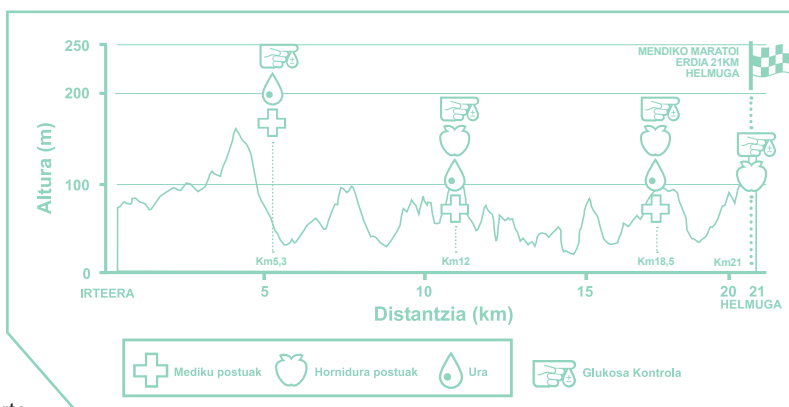 250
200
100
0
Altura (m)
MENDIKO MARATOI
ERDIA 21KM
HELMUGA
Km5,3
Km12
Km18,5
Km21
IRTEERA
5
10
15
20
21
HELMUGA
Distantzia (km)
Mediku postuak
Hornidura postuak
Ura
Glukosa Kontrola